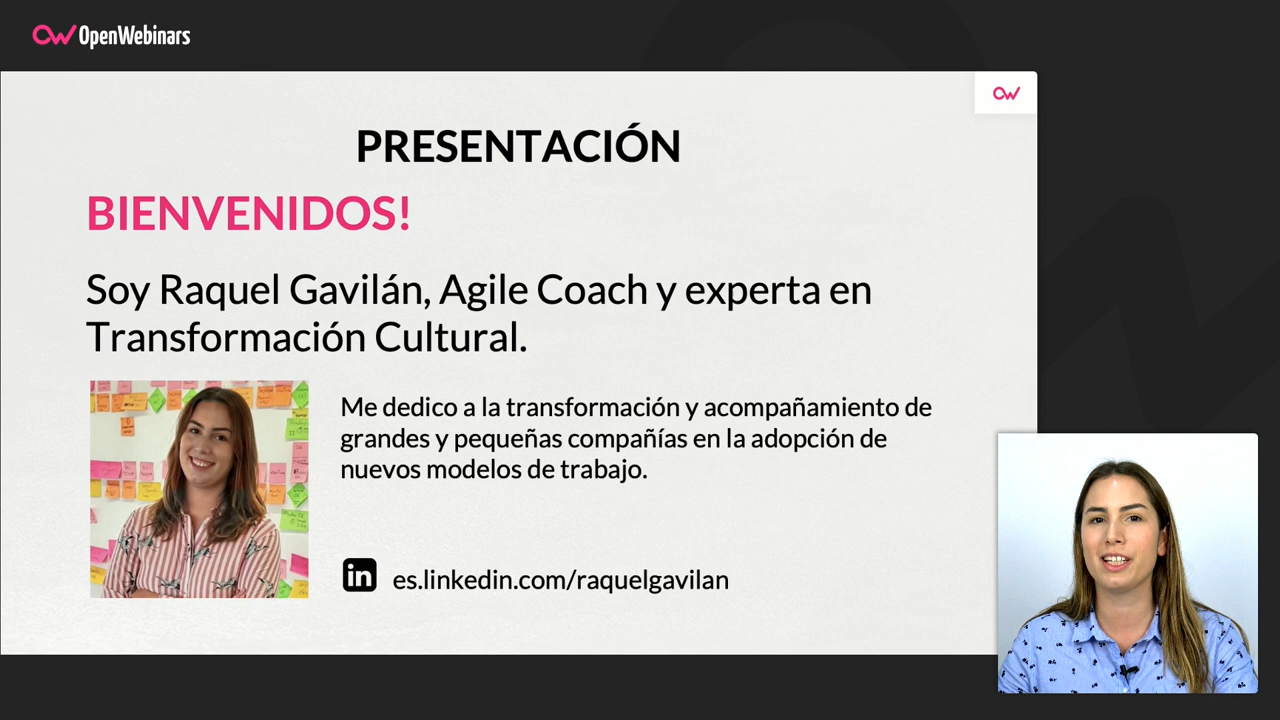 OpenWebinars
PRESENTACIÓN
BIENVENIDOS!
Soy Raquel Gavilán, Agile Coach y experta en
Transformación Cultural.
Me dedico a la transformación y acompañamiento de
grandes y pequeñas compañías en la adopción de
nuevos modelos de trabajo.
in
es.linkedin.com/raquelgavilan